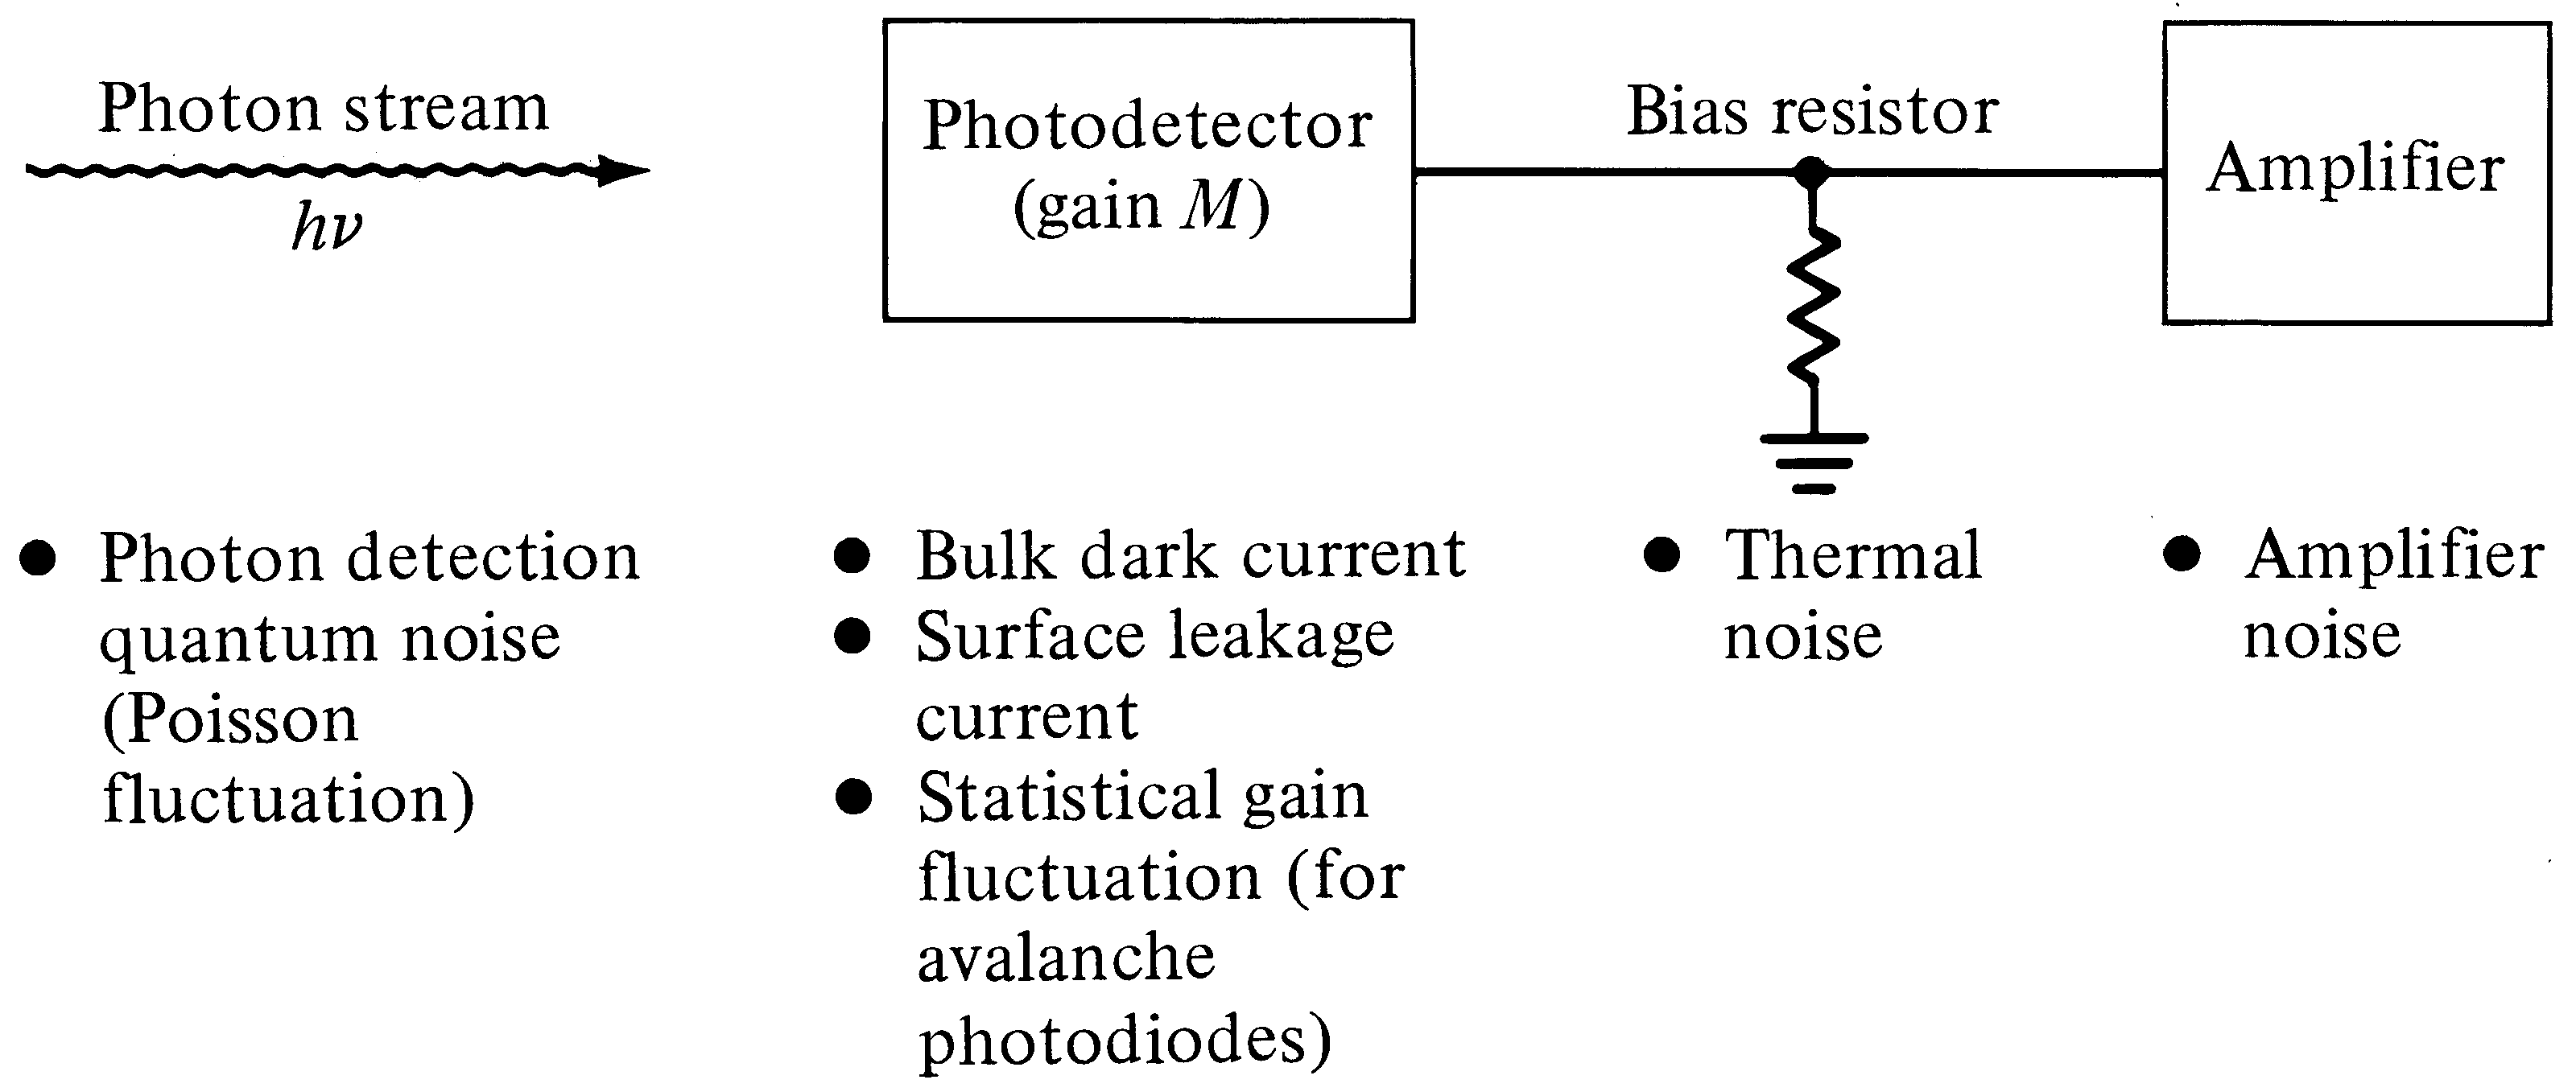 Photon stream
hν
Photodetector
(gain M)
Bias resistor
Amplifier
● Photon detection
quantum noise
(Poisson
fluctuation)
● Bulk dark current
● Surface leakage
current
● Statistical gain
fluctuation (for
avalanche
photodiodes)
● Thermal
noise
● Amplifier
noise